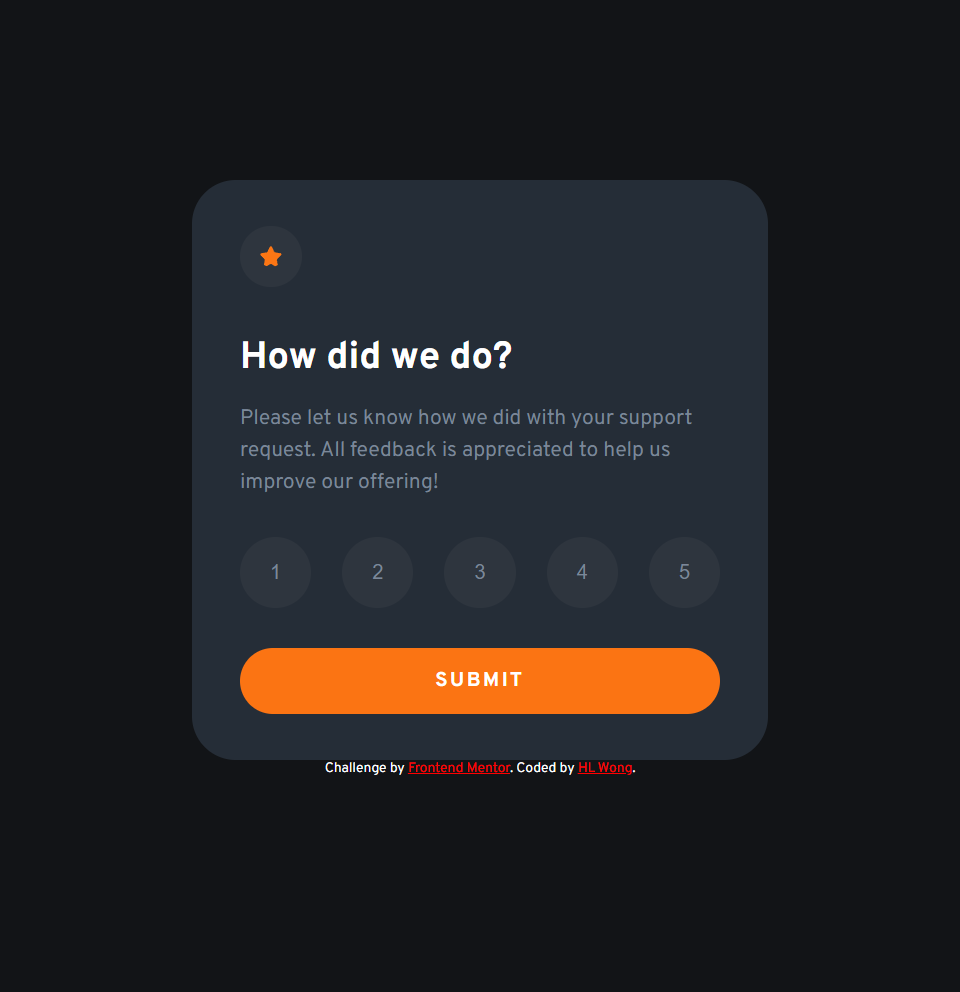 How did we do?
Please let us know how we did with your support
request. All feedback is appreciated to help us
improve our offering!
1 2 3 4 5
SUBMIT
Challenge by Frontend Mentor. Coded by HL Wong.